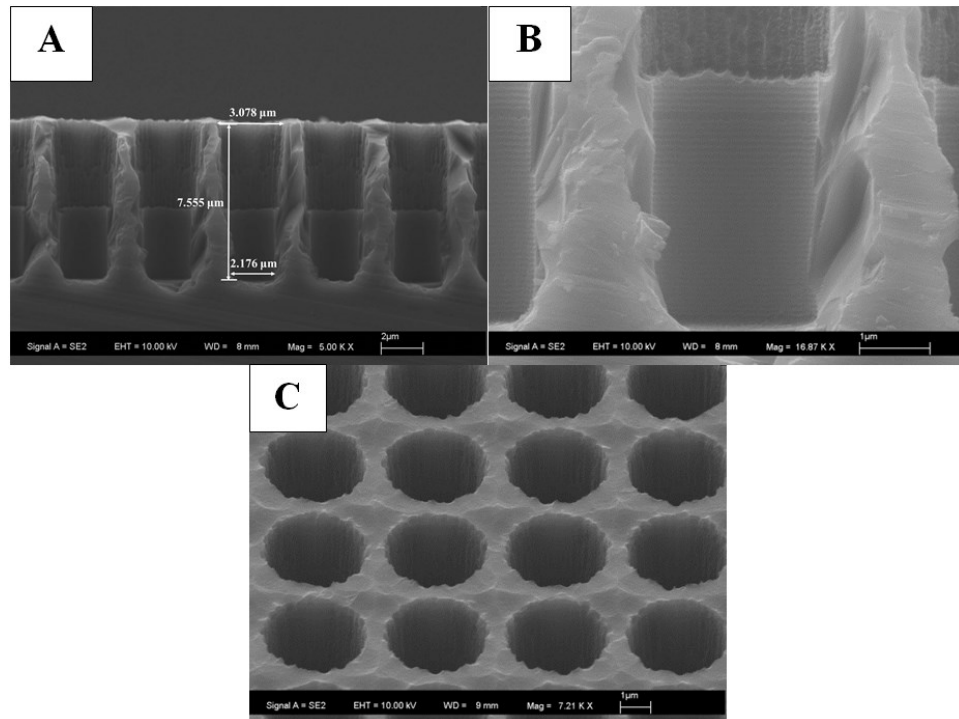 A
3.078 µm
7.555 µm
2.176 µm
2µm
Signal A = SE2 EHT = 10.00 kV WD = 8 mm Mag = 5.00 K X
B
1µm
Signal A = SE2 EHT = 10.00 kV WD = 8 mm Mag = 16.87 K X
C
1µm
Signal A = SE2 EHT = 10.00 kV WD = 9 mm Mag = 7.21 K X